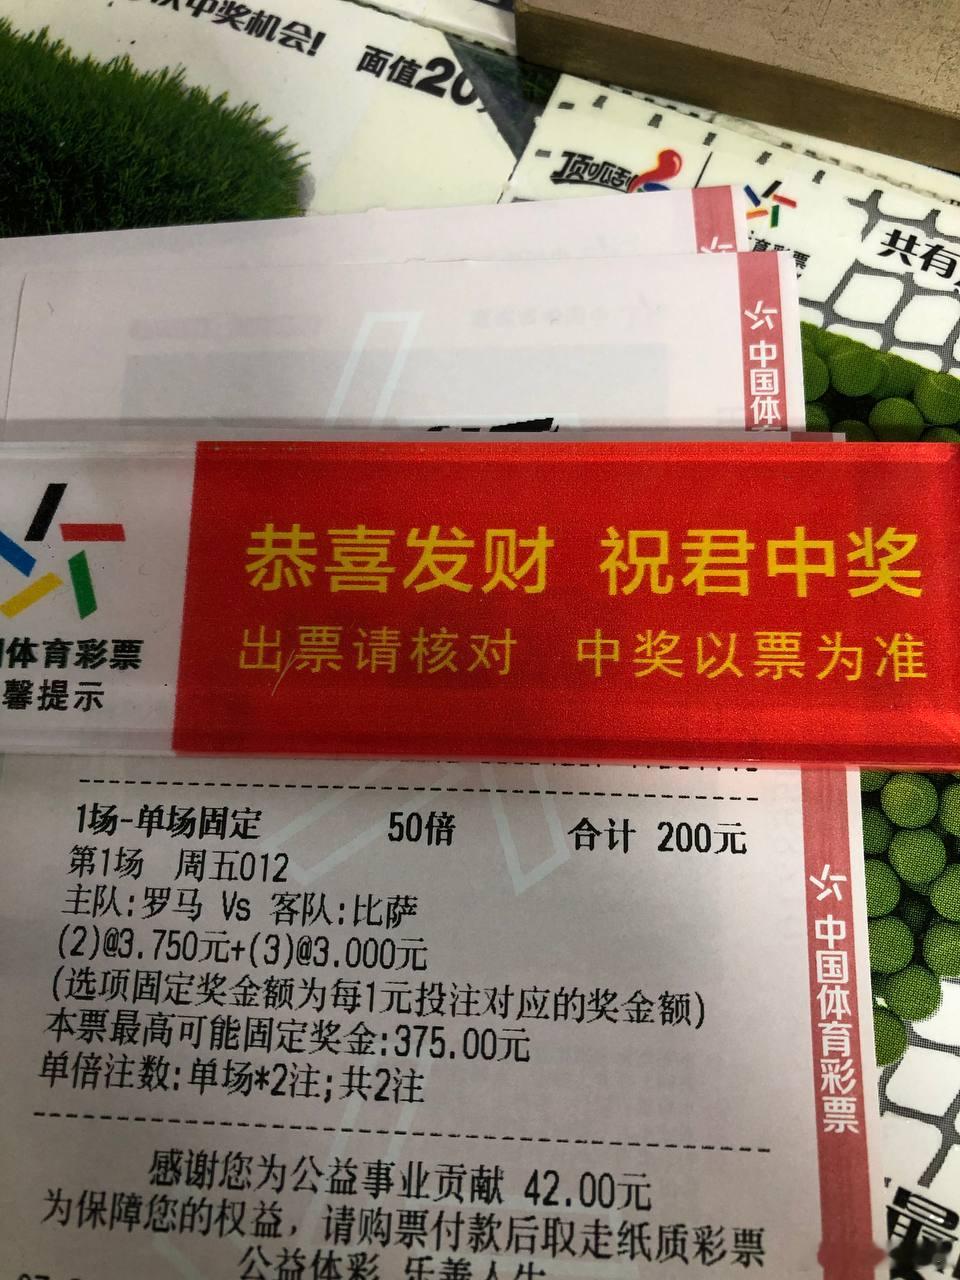 中奖机会! 面值20
顶呱刮
育彩票
共有
中国体育
恭喜发财 祝君中奖
出票请核对 中奖以票为准
体育彩票
馨提示
1场-单场固定 50倍 合计 200元
第1场 周五012
主队:罗马 Vs 客队:比萨
(2)@3.750元+(3)@3.000元
(选项固定奖金额为每1元投注对应的奖金额)
本票最高可能固定奖金:375.00元
单倍注数:单场*2注;共2注
中国体育彩票
感谢您为公益事业贡献 42.00元
为保障您的权益，请购票付款后取走纸质彩票
公益体彩 乐善人生
最